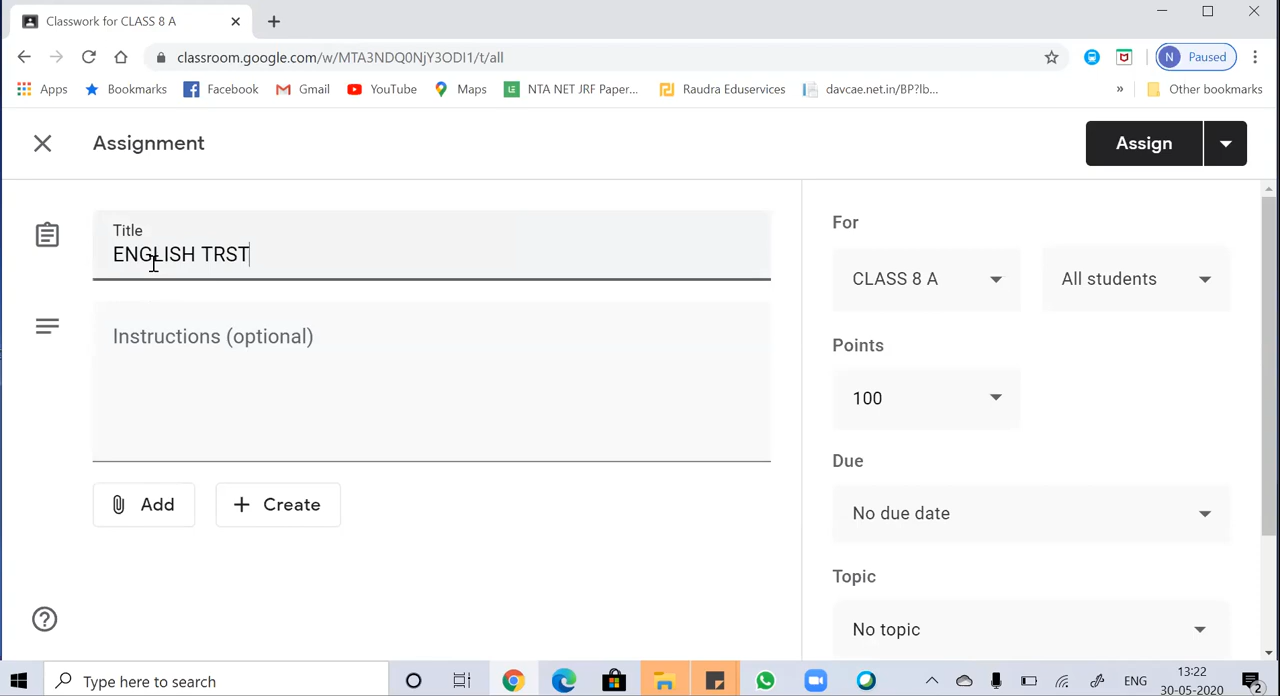 Classwork for CLASS 8 A
classroom.google.com/w/MTA3NDQ0NjY3ODI1/t/all
N Paused
Apps Bookmarks Facebook Gmail YouTube Maps LE NTA NET JRF Paper... Raudra Eduservices davcae.net.in/BP?lb... » Other bookmarks
Assignment
Assign
Title
ENGLISH TRST
Instructions (optional)
Add
Create
For
CLASS 8 A
All students
Points
100
Due
No due date
Topic
No topic
Type here to search
ENG
13:22
30-05-2020
2